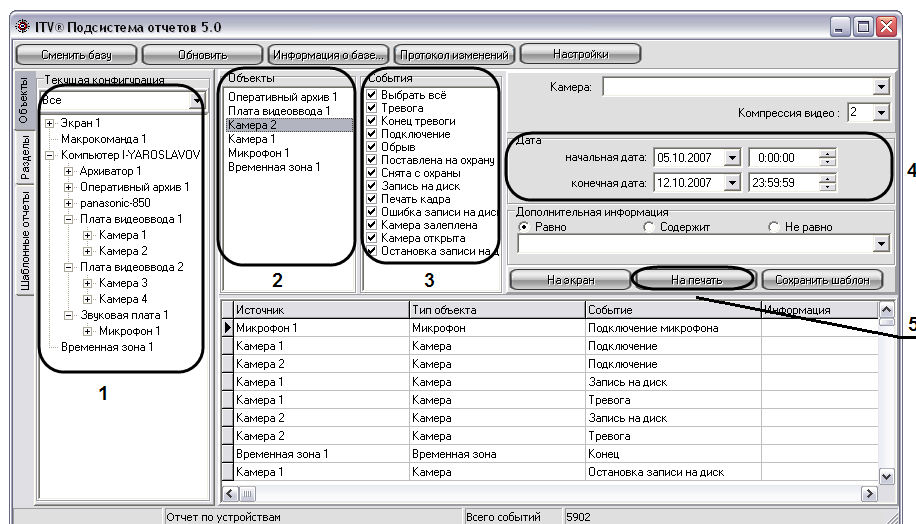 ITV® Подсистема отчетов 5.0
Сменить базу
Обновить
Информация о базе...
Протокол изменений
Настройки
Объекты
Разделы
Шаблонные отчеты
Текущая конфигурация
Все
Экран 1
Макрокоманда 1
Компьютер I-YAROSLAVOV
Архиватор 1
Оперативный архив 1
panasonic-850
Плата видеоввода 1
Камера 1
Камера 2
Плата видеоввода 2
Камера 3
Камера 4
Звуковая плата 1
Микрофон 1
Временная зона 1
1
Объекты
Оперативный архив 1
Плата видеоввода 1
Камера 2
Камера 1
Микрофон 1
Временная зона 1
2
События
Выбрать всё
Тревога
Конец тревоги
Подключение
Обрыв
Поставлена на охрану
Снята с охраны
Запись на диск
Печать кадра
Ошибка записи на дис
Камера залеплена
Камера открыта
Остановка записи на д
3
Камера:
Компрессия видео : 2
Дата
начальная дата: 05.10.2007 0:00:00
конечная дата: 12.10.2007 23:59:59
4
Дополнительная информация
Равно Содержит Не равно
На экран
На печать
Сохранить шаблон
5
Источник Тип объекта Событие Информация
Микрофон 1 Микрофон Подключение микрофона
Камера 1 Камера Подключение
Камера 2 Камера Подключение
Камера 1 Камера Запись на диск
Камера 1 Камера Тревога
Камера 2 Камера Запись на диск
Камера 2 Камера Тревога
Временная зона 1 Временная зона Конец
Камера 1 Камера Остановка записи на диск
Отчет по устройствам Всего событий 5902